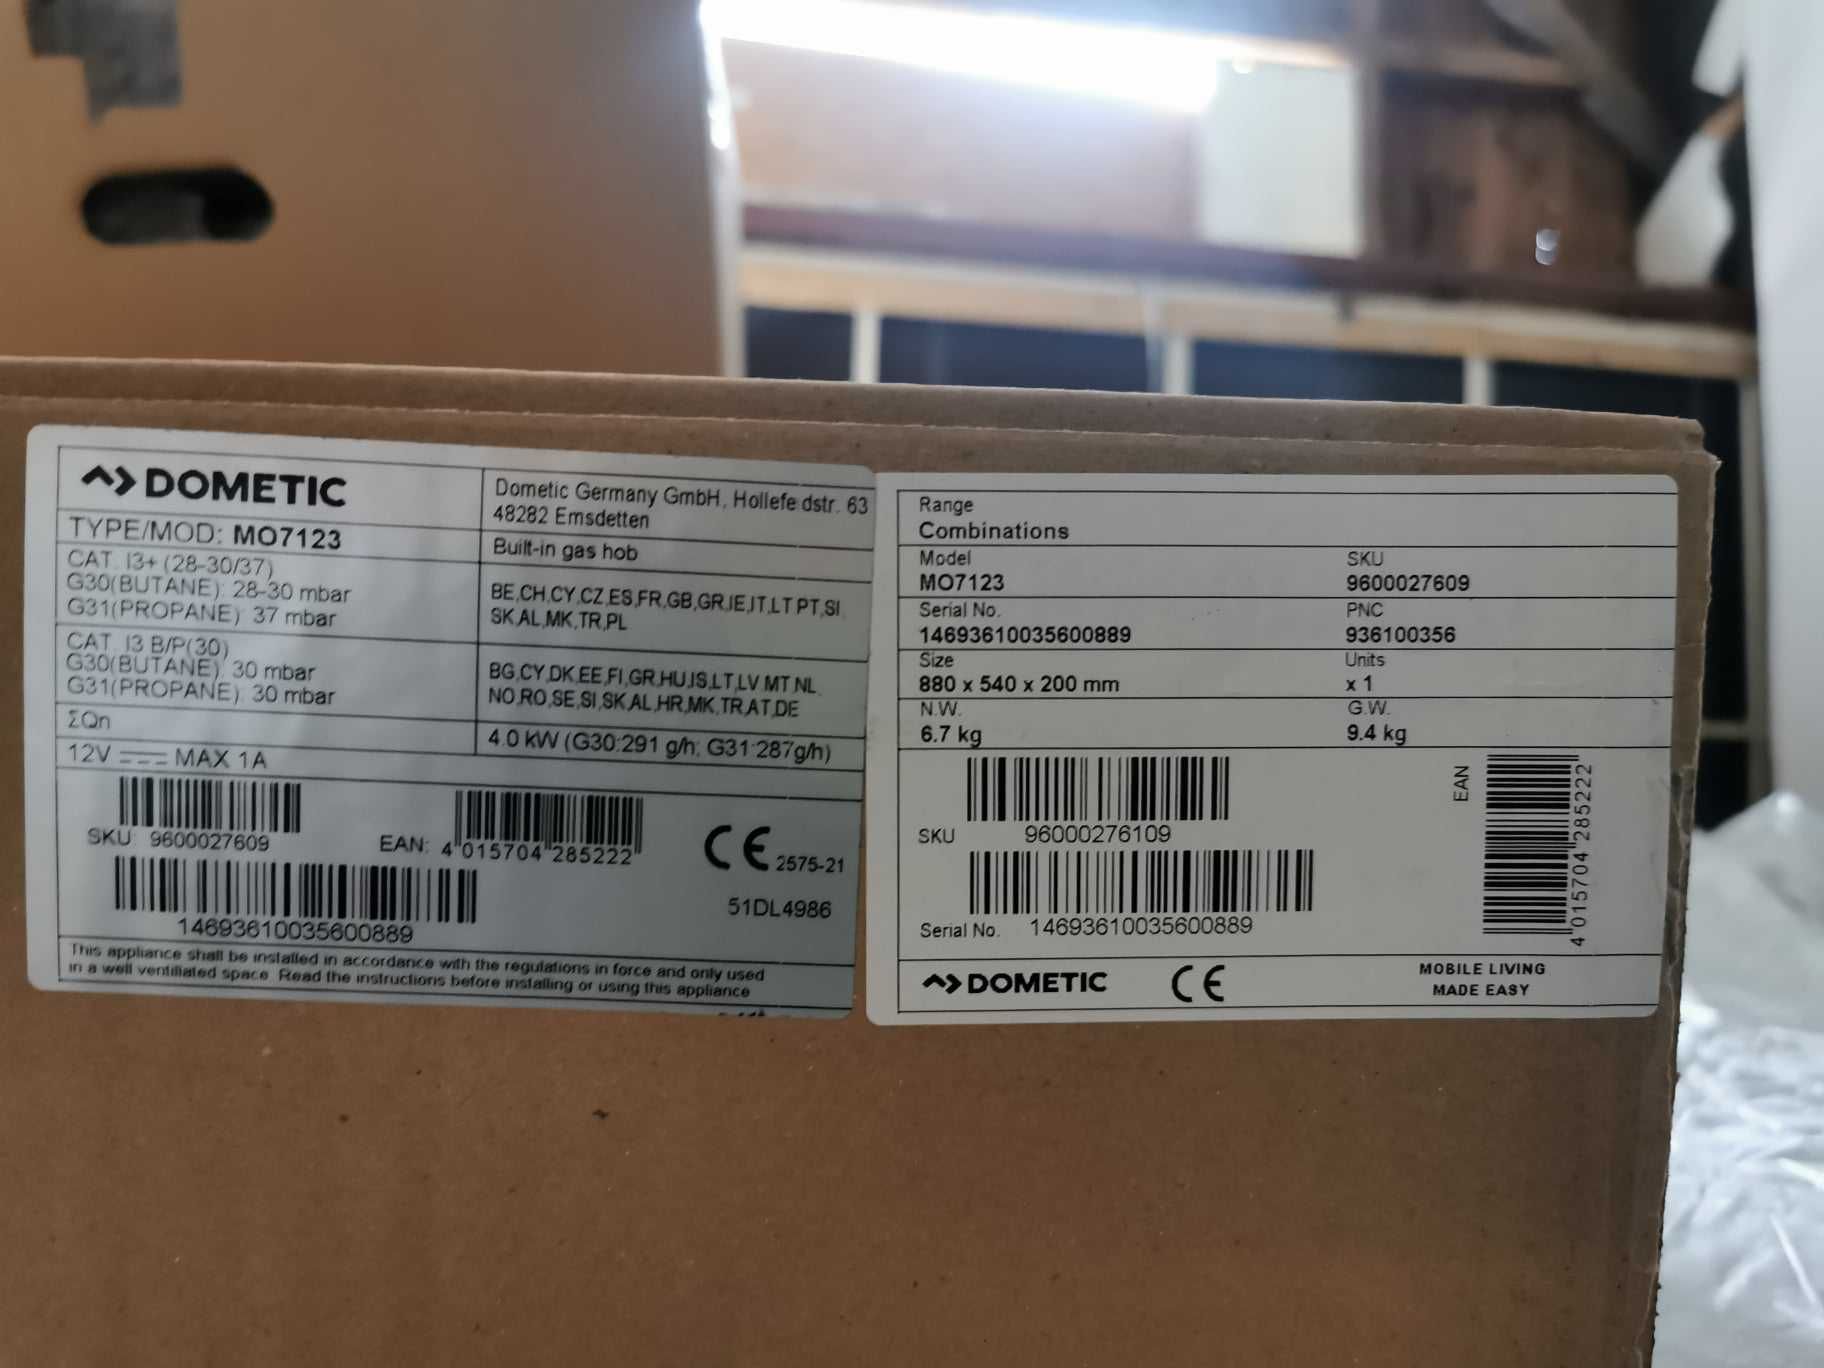 DOMETIC
Dometic Germany GmbH, Hollefe dstr. 63
48282 Emsdetten
TYPE/MOD: MO7123
Built-in gas hob
CAT. I3+ (28-30/37)
G30(BUTANE): 28-30 mbar
G31(PROPANE) 37 mbar
BE,CH,CY,CZ,ES,FR,GB,GR,IE,IT,LT PT,SI,
SK,AL,MK,TR,PL
CAT. I3 B/P(30)
G30(BUTANE): 30 mbar
G31(PROPANE): 30 mbar
BG,CY,DK,EE,FI,GR,HU,IS,LT,LV,MT,NL,
NO,RO,SE,SI,SK,AL,HR,MK,TR,AT,DE
ΣQn
4.0 kW (G30:291 g/h; G31:287g/h)
12V MAX 1A
SKU: 9600027609
EAN: 4 015704 285222
CE 2575-21
51DL4986
14693610035600889
This appliance shall be installed in accordance with the regulations in force and only used
in a well ventiliated space. Read the instructions before installing or using this appliance
Range
Combinations
Model
MO7123
SKU
9600027609
Serial No.
14693610035600889
PNC
936100356
Size
880 x 540 x 200 mm
Units
x 1
N.W.
6.7 kg
G.W.
9.4 kg
SKU 96000276109
EAN
4 015704 285222
Serial No. 14693610035600889
DOMETIC CE
MOBILE LIVING
MADE EASY